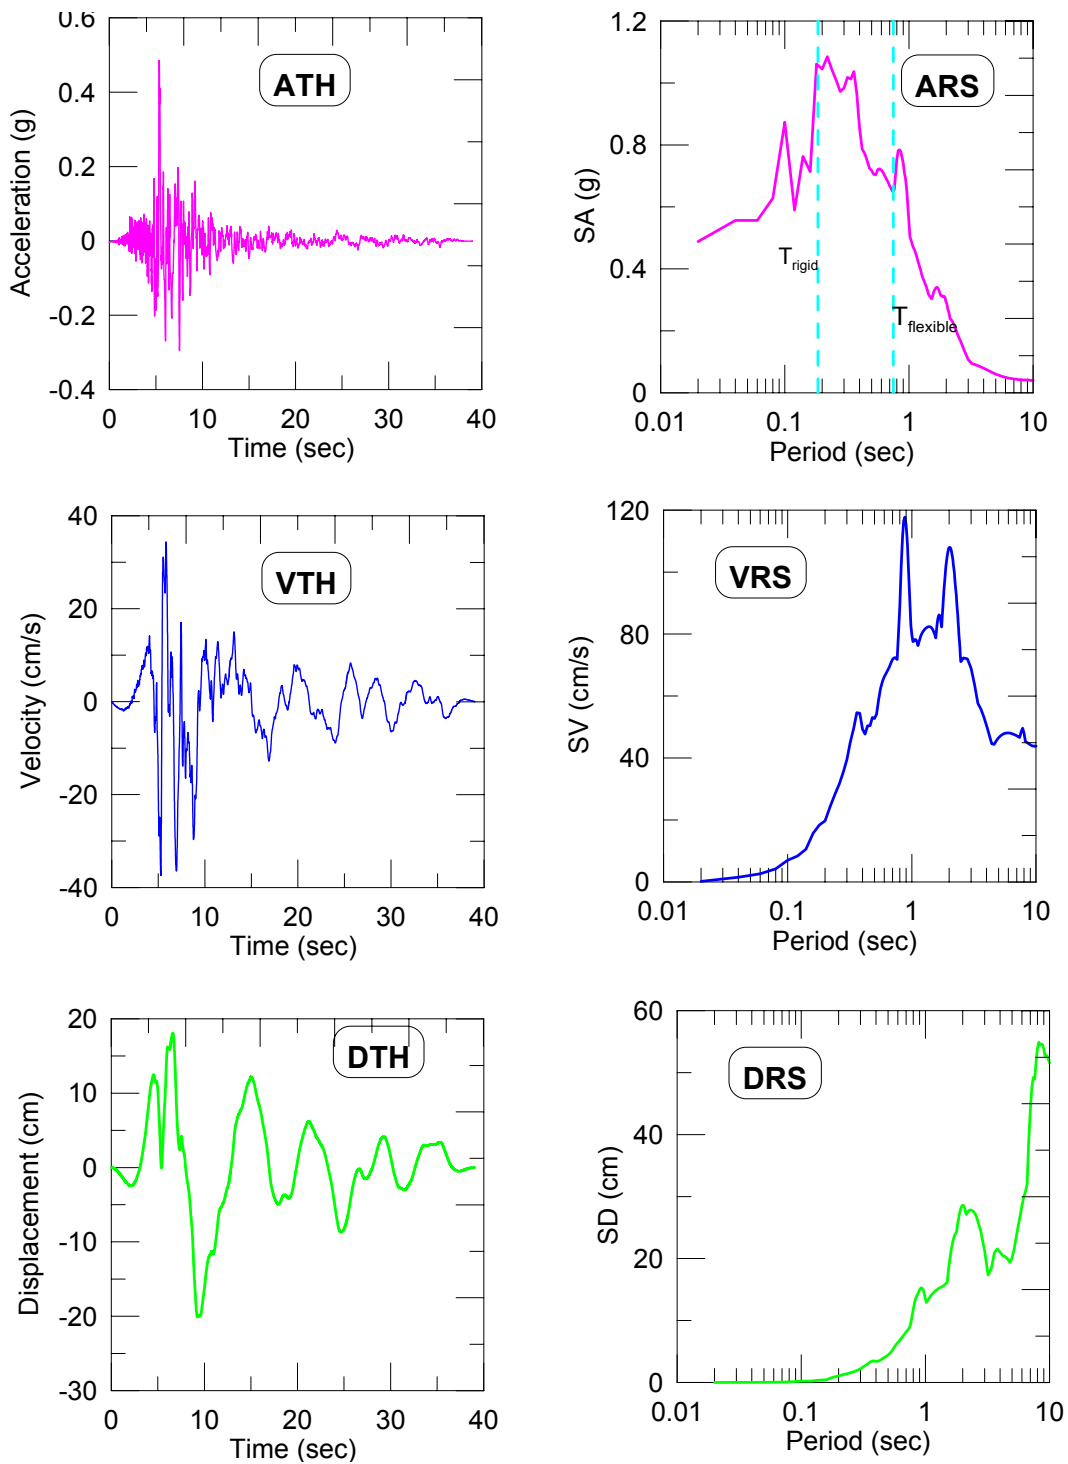 0.6
0.4
0.2
0
-0.2
-0.4
Acceleration (g)
ATH
0 10 20 30 40
Time (sec)
1.2
0.8
0.4
0
SA (g)
ARS
T rigid
T flexible
0.01 0.1 1 10
Period (sec)
40
20
0
-20
-40
Velocity (cm/s)
VTH
0 10 20 30 40
Time (sec)
120
80
40
0
SV (cm/s)
VRS
0.01 0.1 1 10
Period (sec)
20
10
0
-10
-20
-30
Displacement (cm)
DTH
0 10 20 30 40
Time (sec)
60
40
20
0
SD (cm)
DRS
0.01 0.1 1 10
Period (sec)